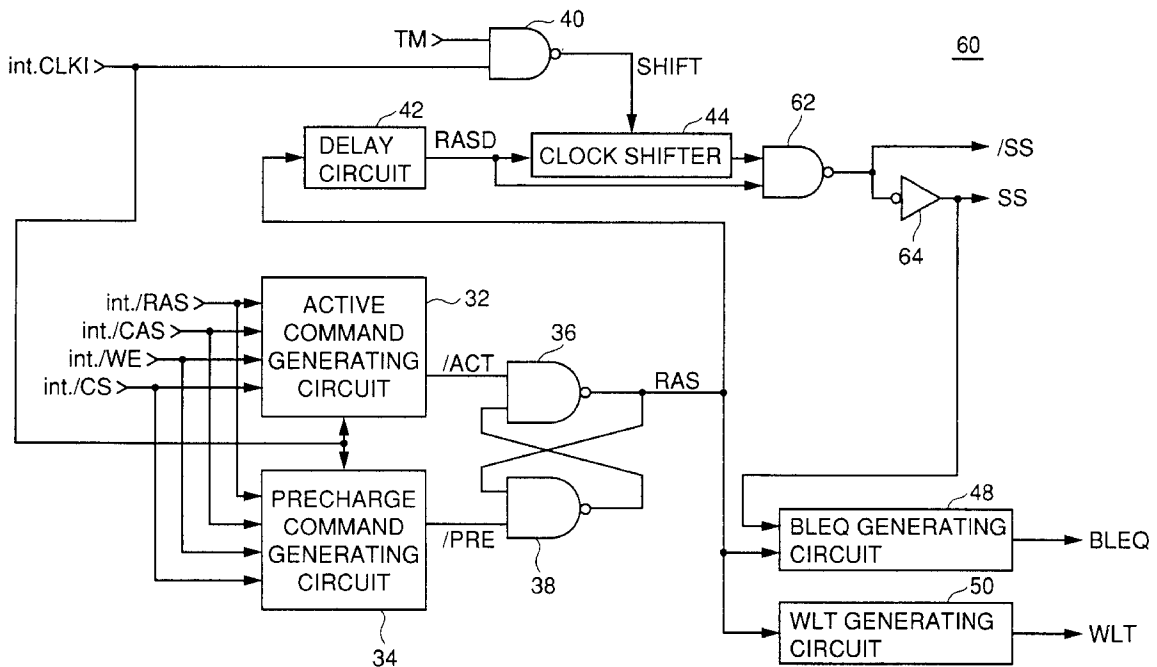 40
TM
60
int.CLKI
SHIFT
42
44
62
DELAY
CIRCUIT
RASD
CLOCK SHIFTER
/SS
SS
64
int./RAS
int./CAS
int./WE
int./CS
ACTIVE
COMMAND
GENERATING
CIRCUIT
32
/ACT
36
RAS
PRECHARGE
COMMAND
GENERATING
CIRCUIT
34
/PRE
38
48
BLEQ GENERATING
CIRCUIT
BLEQ
50
WLT GENERATING
CIRCUIT
WLT